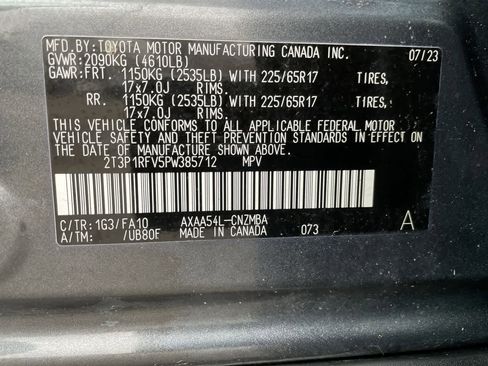 MFD.BY:TOYOTA MOTOR MANUFACTURING CANADA INC. 07/23
GVWR:2090KG (4610LB)
GAWR:FRT. 1150KG (2535LB) WITH 225/65R17 TIRES,
17x7.0J RIMS.
RR. 1150KG (2535LB) WITH 225/65R17 TIRES,
17x7.0J RIMS.
THIS VEHICLE CONFORMS TO ALL APPLICABLE FEDERAL MOTOR
VEHICLE SAFETY AND THEFT PREVENTION STANDARDS IN EFFECT
ON THE DATE OF MANUFACTURE SHOWN ABOVE.
2T3P1RFV5PW385712 MPV
C/TR: 1G3/FA10 AXAA54L-CNZMBA
A/TM: /UB80F MADE IN CANADA 073 A